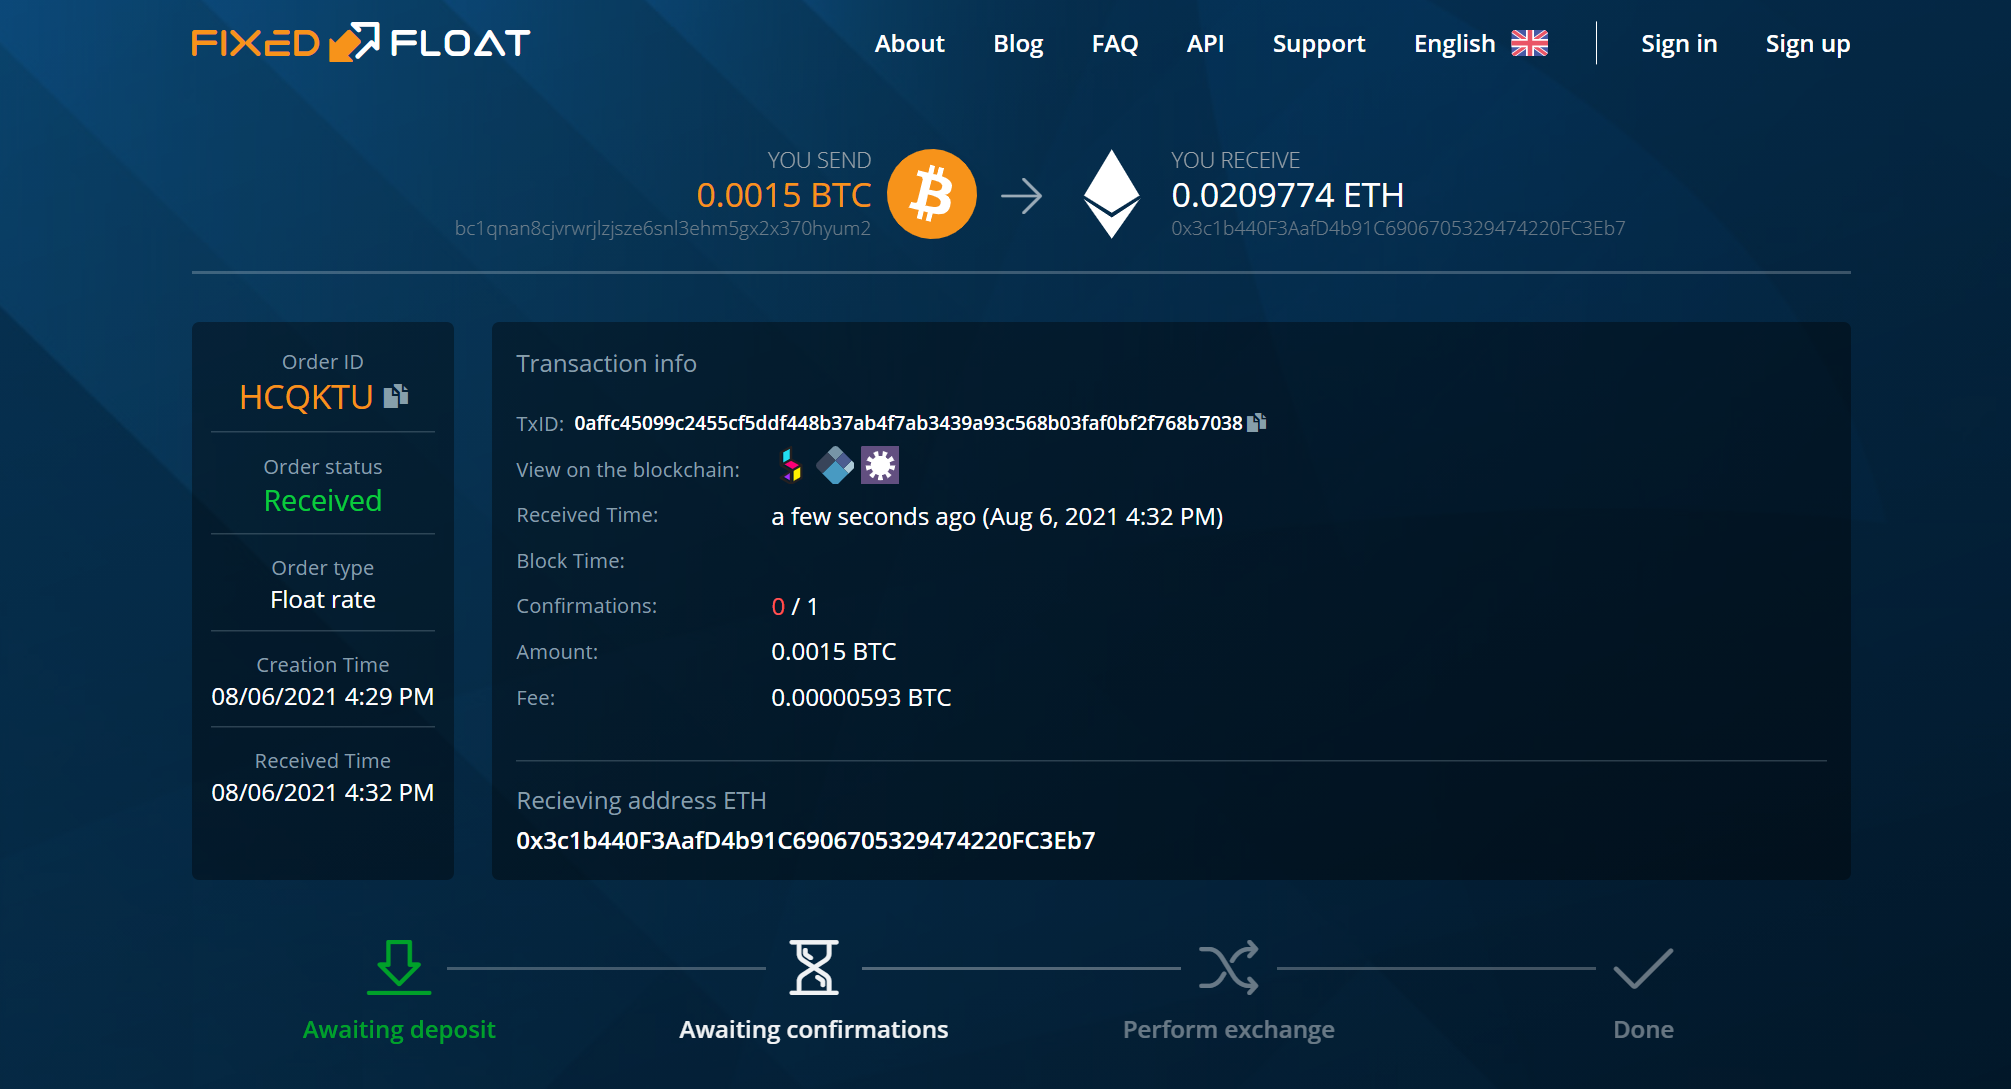 FIXED FLOAT
About Blog FAQ API Support English Sign in Sign up
YOU SEND
0.0015 BTC
bc1qnan8cjvrwrjlzjsze6snl3ehm5gx2x370hyum2
YOU RECEIVE
0.0209774 ETH
0x3c1b440F3AafD4b91C6906705329474220FC3Eb7
Order ID
HCQKTU
Order status
Received
Order type
Float rate
Creation Time
08/06/2021 4:29 PM
Received Time
08/06/2021 4:32 PM
Transaction info
TxID: 0affc45099c2455cf5ddf448b37ab4f7ab3439a93c568b03faf0bf2f768b7038
View on the blockchain:
Received Time: a few seconds ago (Aug 6, 2021 4:32 PM)
Block Time:
Confirmations: 0 / 1
Amount: 0.0015 BTC
Fee: 0.00000593 BTC
Recieving address ETH
0x3c1b440F3AafD4b91C6906705329474220FC3Eb7
Awaiting deposit
Awaiting confirmations
Perform exchange
Done